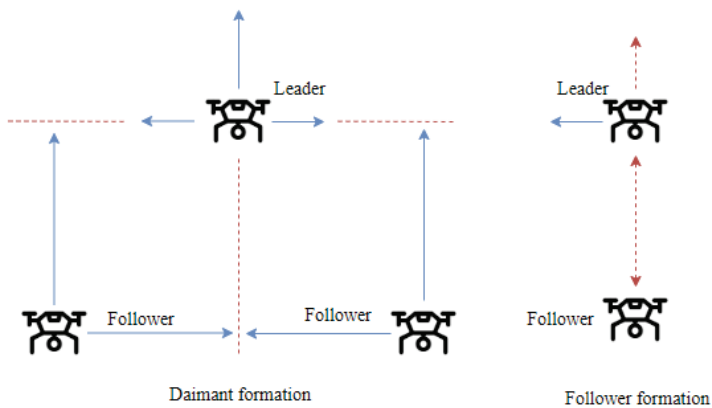 Leader
Leader
Follower
Follower
Follower
Daimant formation
Follower formation